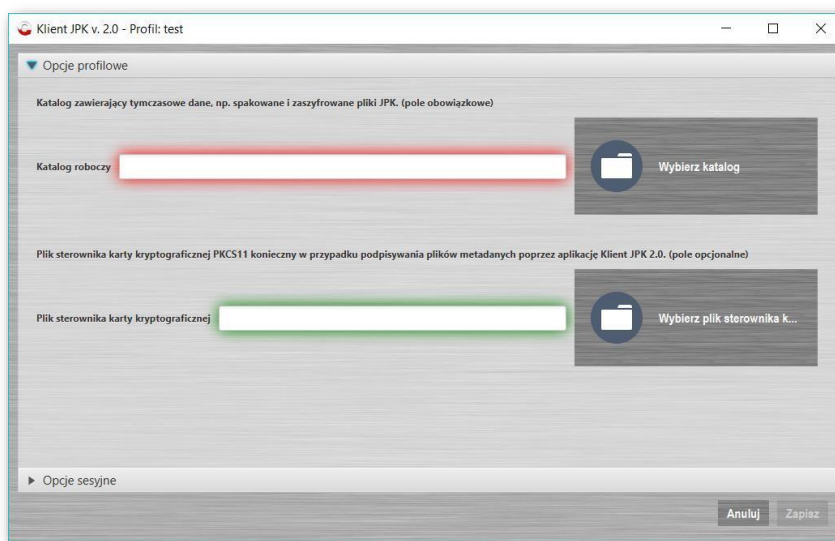 Klient JPK v. 2.0 - Profil: test
Opcje profilowe
Katalog zawierający tymczasowe dane, np. spakowane i zaszyfrowane pliki JPK. (pole obowiązkowe)
Katalog roboczy
Wybierz katalog
Plik sterownika karty kryptograficznej PKCS11 konieczny w przypadku podpisywania plików metadanych poprzez aplikację Klient JPK 2.0. (pole opcjonalne)
Plik sterownika karty kryptograficznej
Wybierz plik sterownika k...
Opcje sesyjne
Anuluj Zapisz